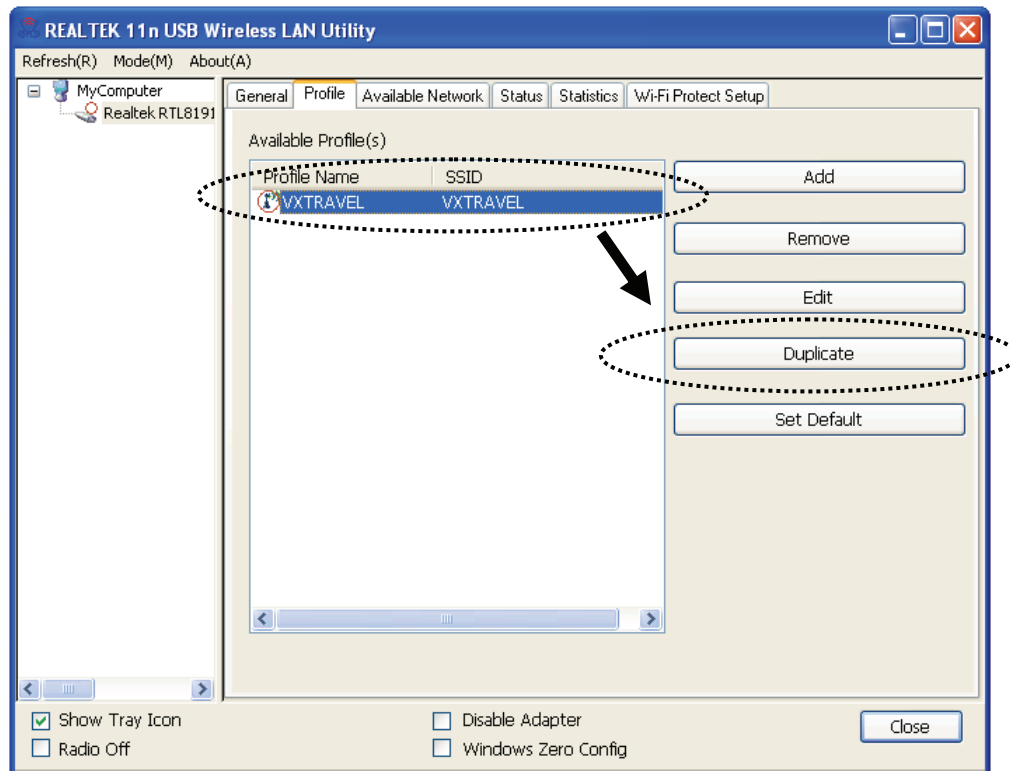 REALTEK 11n USB Wireless LAN Utility
Refresh(R) Mode(M) About(A)
MyComputer
Realtek RTL8191
General Profile Available Network Status Statistics Wi-Fi Protect Setup
Available Profile(s)
Profile Name SSID
VXTRAVEL VXTRAVEL
Add
Remove
Edit
Duplicate
Set Default
Show Tray Icon
Radio Off
Disable Adapter
Windows Zero Config
Close